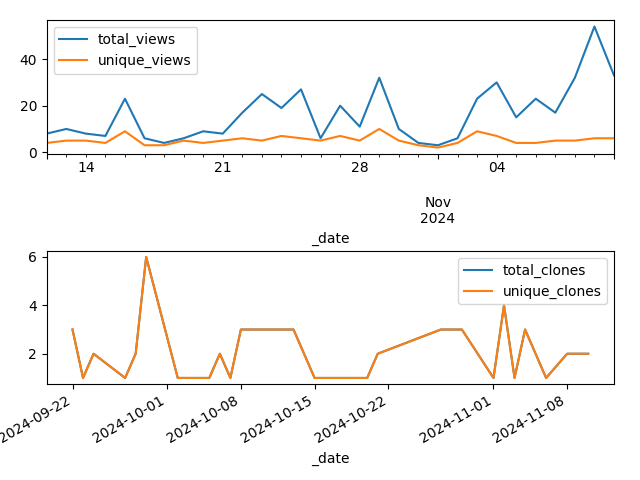 total_views
unique_views
40
20
0
14 21 28 04
Nov
2024
_date
total_clones
unique_clones
6
4
2
2024-09-22 2024-10-01 2024-10-08 2024-10-15 2024-10-22 2024-11-01 2024-11-08
_date